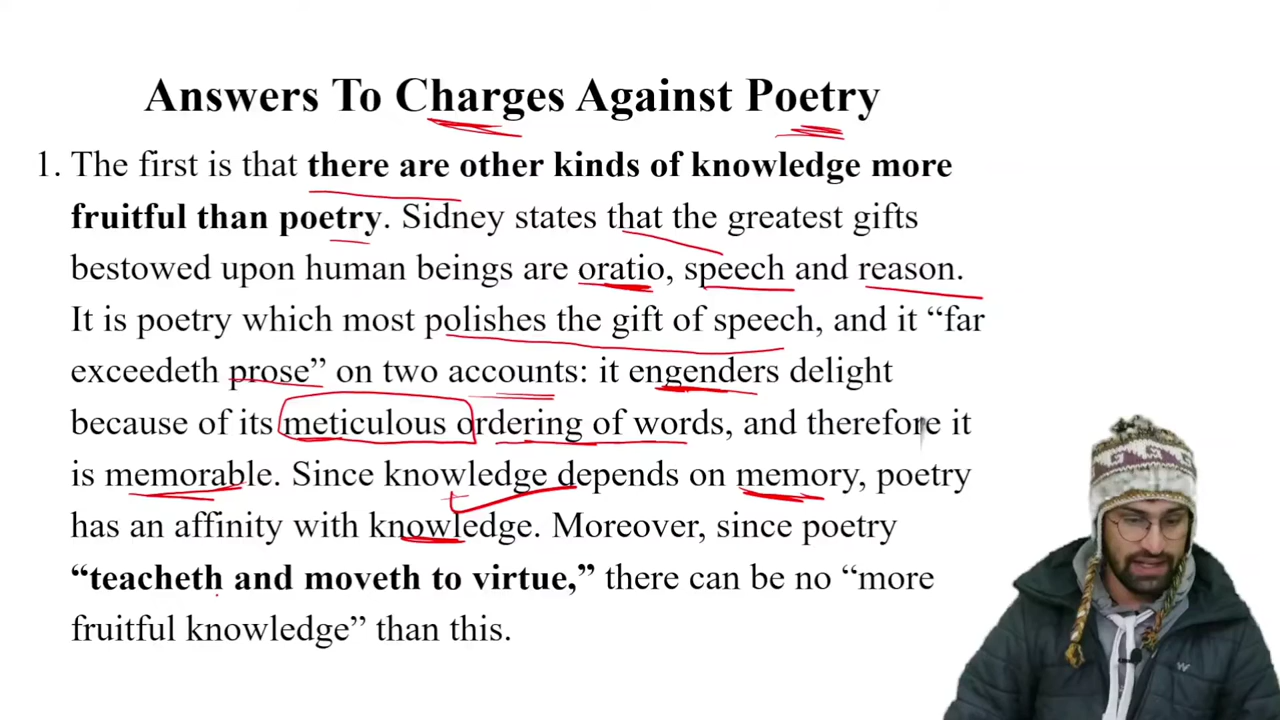 Answers To Charges Against Poetry
1. The first is that there are other kinds of knowledge more
fruitful than poetry. Sidney states that the greatest gifts
bestowed upon human beings are oratio, speech and reason.
It is poetry which most polishes the gift of speech, and it “far
exceedeth prose” on two accounts: it engenders delight
because of its meticulous ordering of words, and therefore it
is memorable. Since knowledge depends on memory, poetry
has an affinity with knowledge. Moreover, since poetry
“teacheth and moveth to virtue,” there can be no “more
fruitful knowledge” than this.